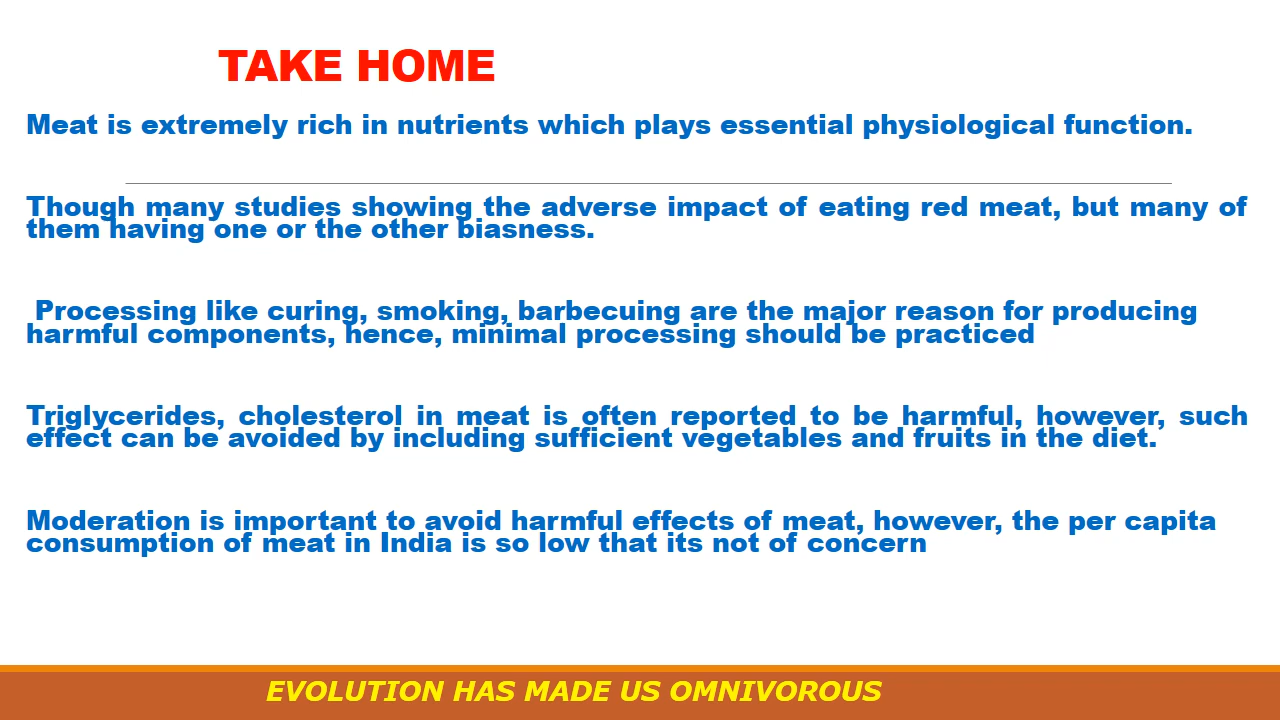 TAKE HOME
Meat is extremely rich in nutrients which plays essential physiological function.
Though many studies showing the adverse impact of eating red meat, but many of
them having one or the other biasness.
Processing like curing, smoking, barbecuing are the major reason for producing
harmful components, hence, minimal processing should be practiced
Triglycerides, cholesterol in meat is often reported to be harmful, however, such
effect can be avoided by including sufficient vegetables and fruits in the diet.
Moderation is important to avoid harmful effects of meat, however, the per capita
consumption of meat in India is so low that its not of concern
EVOLUTION HAS MADE US OMNIVOROUS